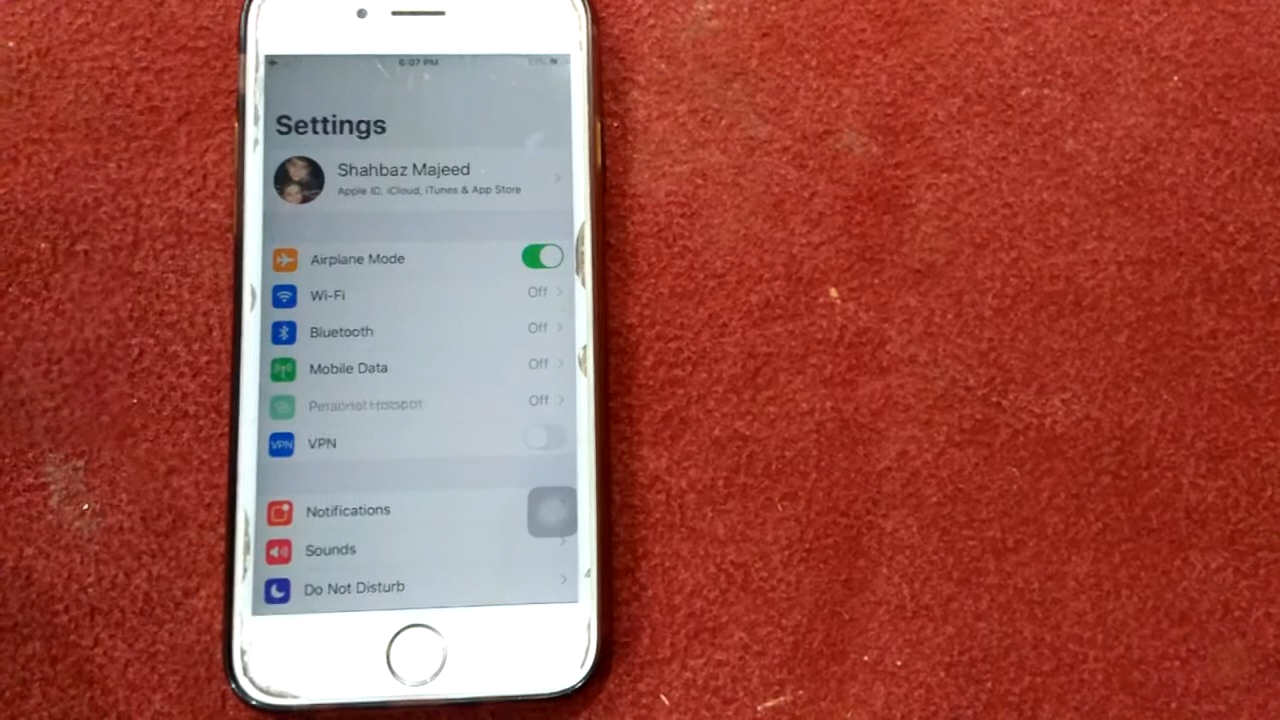 6:07 PM
Settings
Shahbaz Majeed
Apple ID, iCloud, iTunes & App Store
Airplane Mode
Wi-Fi Off
Bluetooth Off
Mobile Data Off
Personal Hotspot Off
VPN VPN
Notifications
Sounds
Do Not Disturb